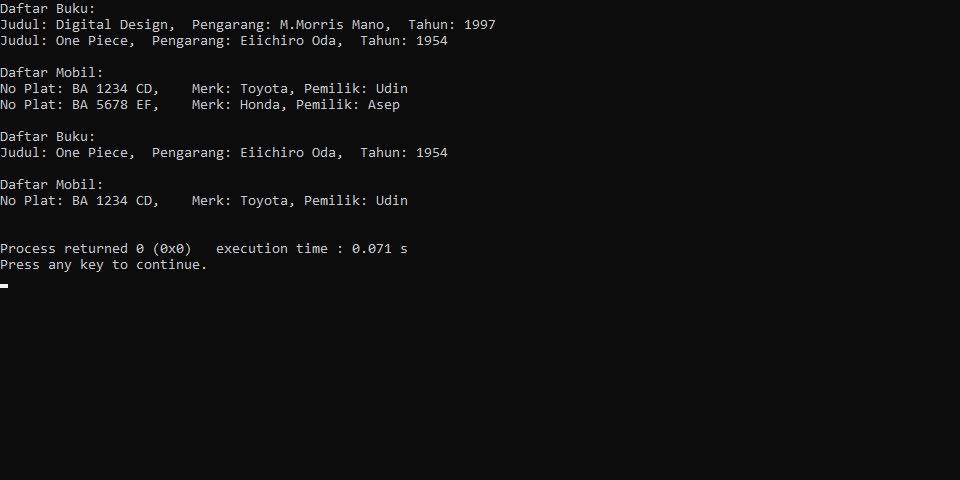 Daftar Buku:
Judul: Digital Design,  Pengarang: M.Morris Mano,  Tahun: 1997
Judul: One Piece,  Pengarang: Eiichiro Oda,  Tahun: 1954
Daftar Mobil:
No Plat: BA 1234 CD,    Merk: Toyota, Pemilik: Udin
No Plat: BA 5678 EF,    Merk: Honda, Pemilik: Asep
Daftar Buku:
Judul: One Piece,  Pengarang: Eiichiro Oda,  Tahun: 1954
Daftar Mobil:
No Plat: BA 1234 CD,    Merk: Toyota, Pemilik: Udin
Process returned 0 (0x0)   execution time : 0.071 s
Press any key to continue.